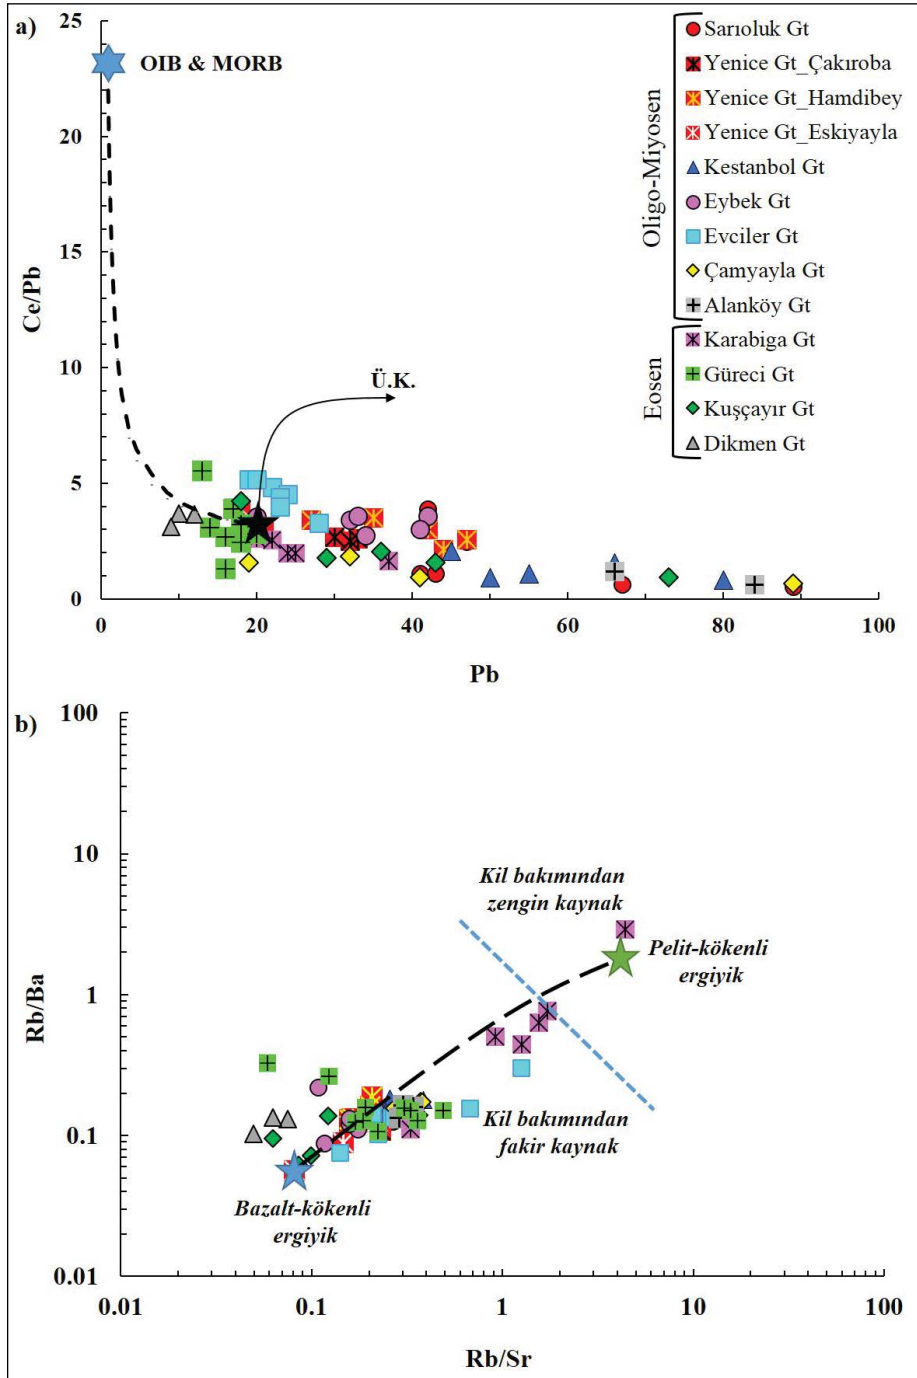 a)
25
20
25
15
10
5
0
Ce/Pb
OIB & MORB
Ü.K.
0 20 40 60 80 100
Pb
Oligo-Miyosen
Sarıoluk Gt
Yenice Gt_Çakıroba
Yenice Gt_Hamdibey
Yenice Gt_Eskiyayla
Kestanbol Gt
Eybek Gt
Evciler Gt
Çamyayla Gt
Alanköy Gt
Eosen
Karabiga Gt
Güreci Gt
Kuşçayır Gt
Dikmen Gt
b)
100
10
1
0.1
0.01
Rb/Ba
Kil bakımından
zengin kaynak
Pelit-kökenli
ergiyik
Kil bakımından
fakir kaynak
Bazalt-kökenli
ergiyik
0.01 0.1 1 10 100
Rb/Sr